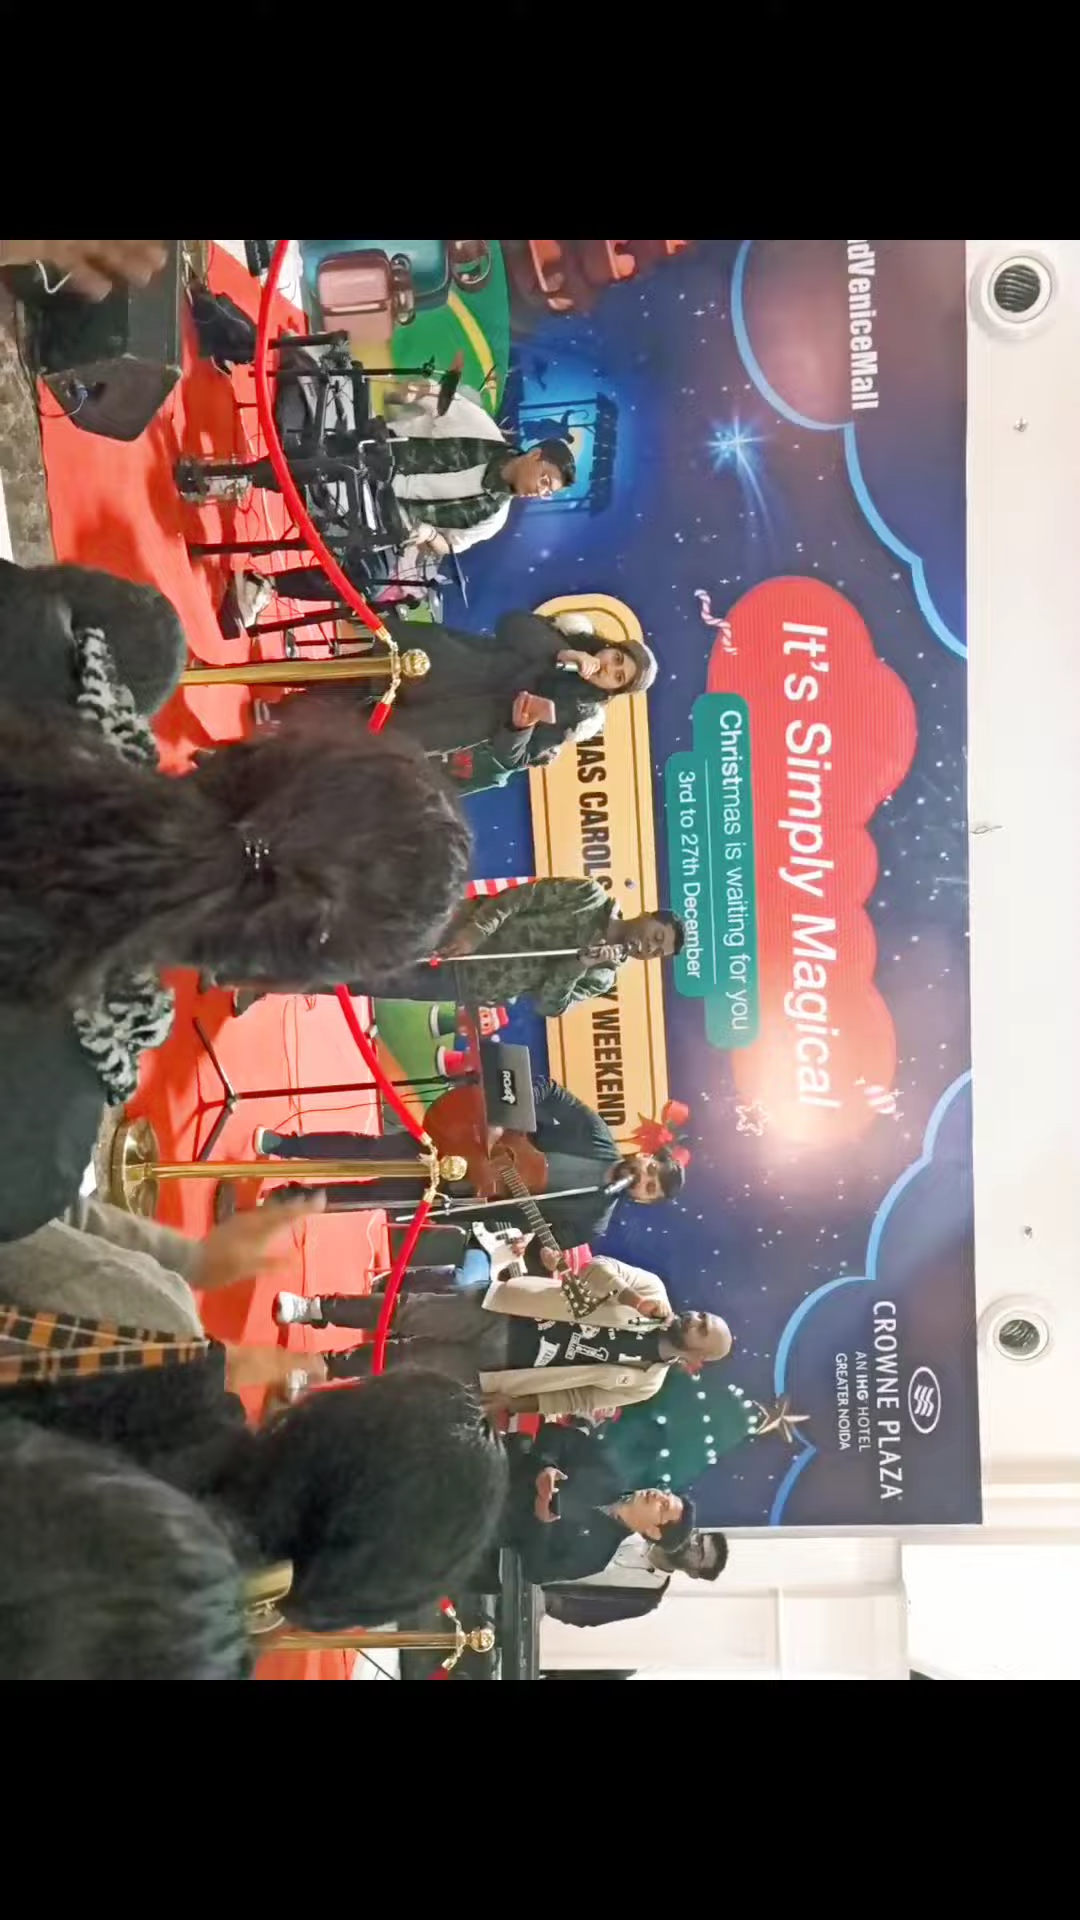 dVeniceMall
It's Simply Magical
Christmas is waiting for you
3rd to 27th December
CAROLS
WEEKEND
CROWNE PLAZA
AN IHG HOTEL
GREATER NOIDA